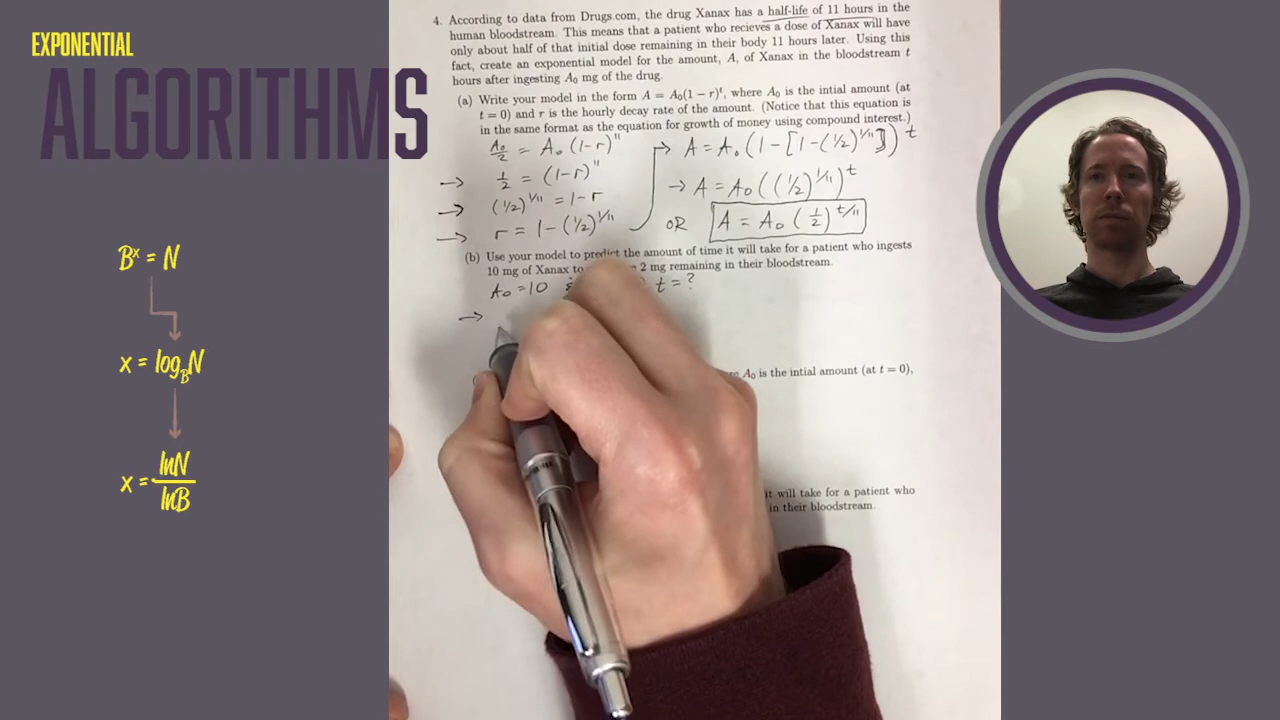 EXPONENTIAL
ALGORITHMS
Bˣ = N
x = log_B N
x = lnN/lnB
4. According to data from Drugs.com, the drug Xanax has a half-life of 11 hours in the
human bloodstream. This means that a patient who recieves a dose of Xanax will have
only about half of that initial dose remaining in their body 11 hours later. Using this
fact, create an exponential model for the amount, A, of Xanax in the bloodstream t
hours after ingesting A₀ mg of the drug.
(a) Write your model in the form A = A₀(1 − r)ᵗ, where A₀ is the intial amount (at
t = 0) and r is the hourly decay rate of the amount. (Notice that this equation is
in the same format as the equation for growth of money using compound interest.)
A₀/2 = A₀ (1-r)¹¹
→ 1/2 = (1-r)¹¹
→ (1/2)^1/11 = 1-r
→ r = 1-(1/2)^1/11
→ A = A₀ (1-[1-(1/2)^1/11])^t
→ A = A₀ ((1/2)^1/11)^t
OR A = A₀ (1/2)^t/11
(b) Use your model to predict the amount of time it will take for a patient who ingests
10 mg of Xanax to 2 mg remaining in their bloodstream.
A₀ = 10 t = ?
→
A₀ is the intial amount (at t = 0),
it will take for a patient who
in their bloodstream.